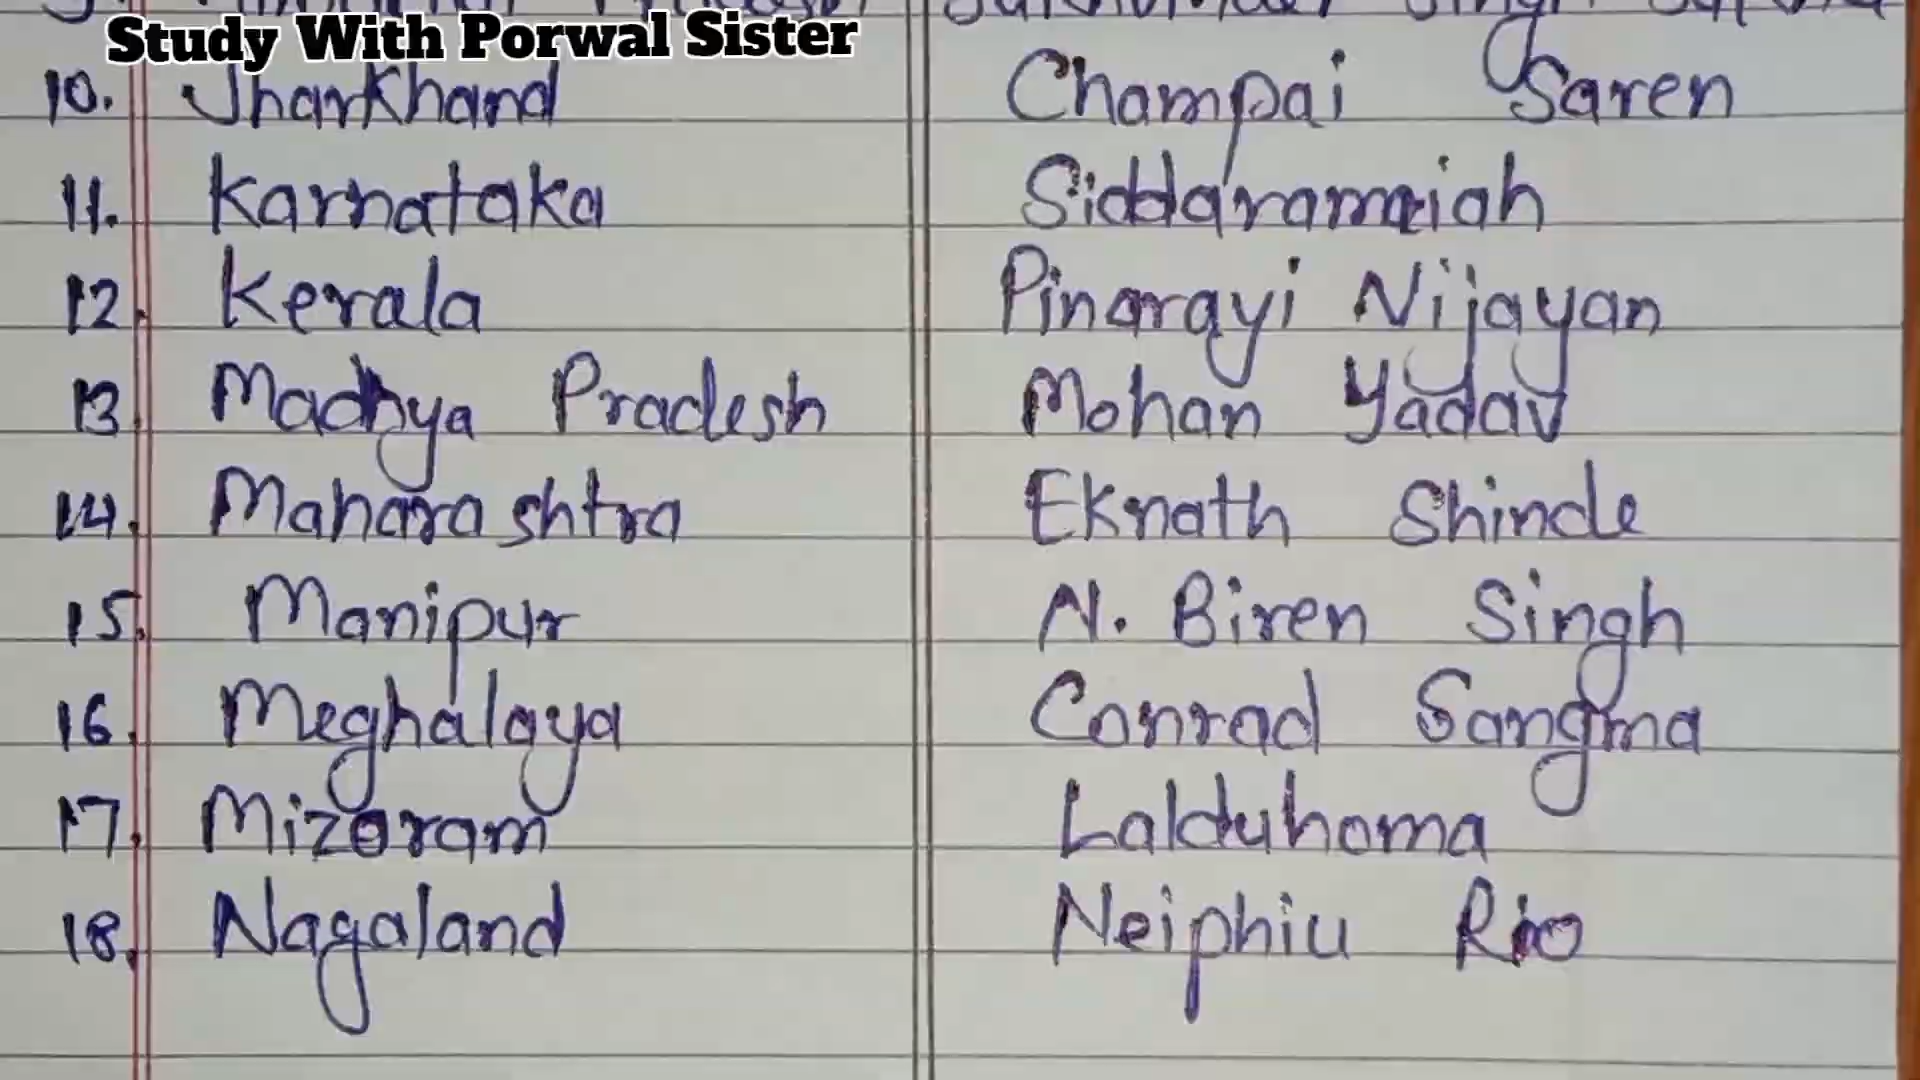 Study With Porwal Sister
10. Jharkhand Champai Saren
11. Karnataka Siddaramaiah
12. Kerala Pinarayi Nijayan
13. Madhya Pradesh Mohan Yadav
14. Maharashtra Eknath Shinde
15. Manipur N. Biren Singh
16. Meghalaya Conrad Sangma
17. Mizoram Lalduhoma
18. Nagaland Neiphiu Rio